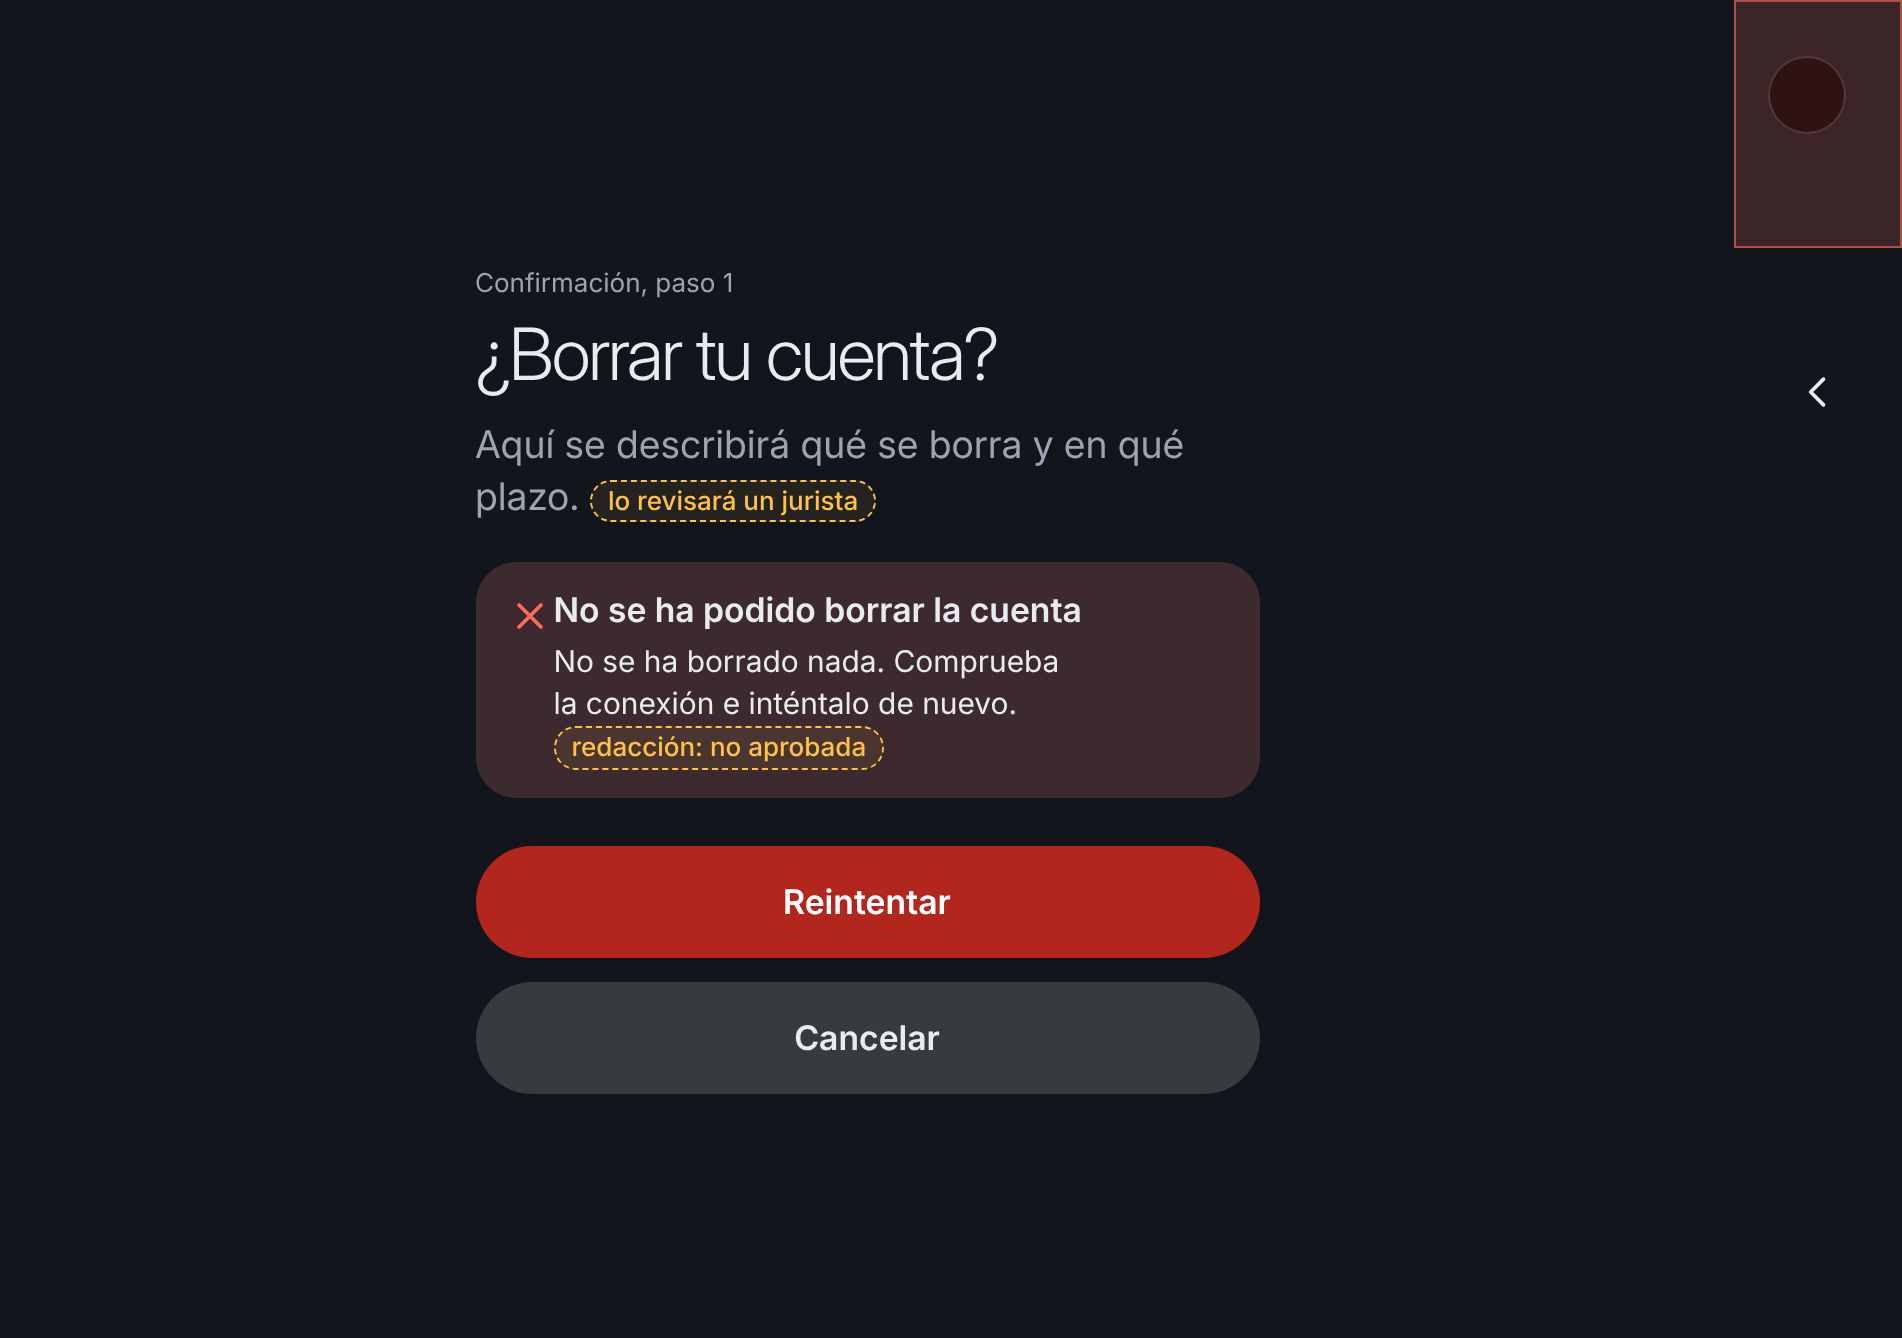 Confirmación, paso 1
¿Borrar tu cuenta?
Aquí se describirá qué se borra y en qué
plazo. lo revisará un jurista
No se ha podido borrar la cuenta
No se ha borrado nada. Comprueba
la conexión e inténtalo de nuevo.
redacción: no aprobada
Reintentar
Cancelar